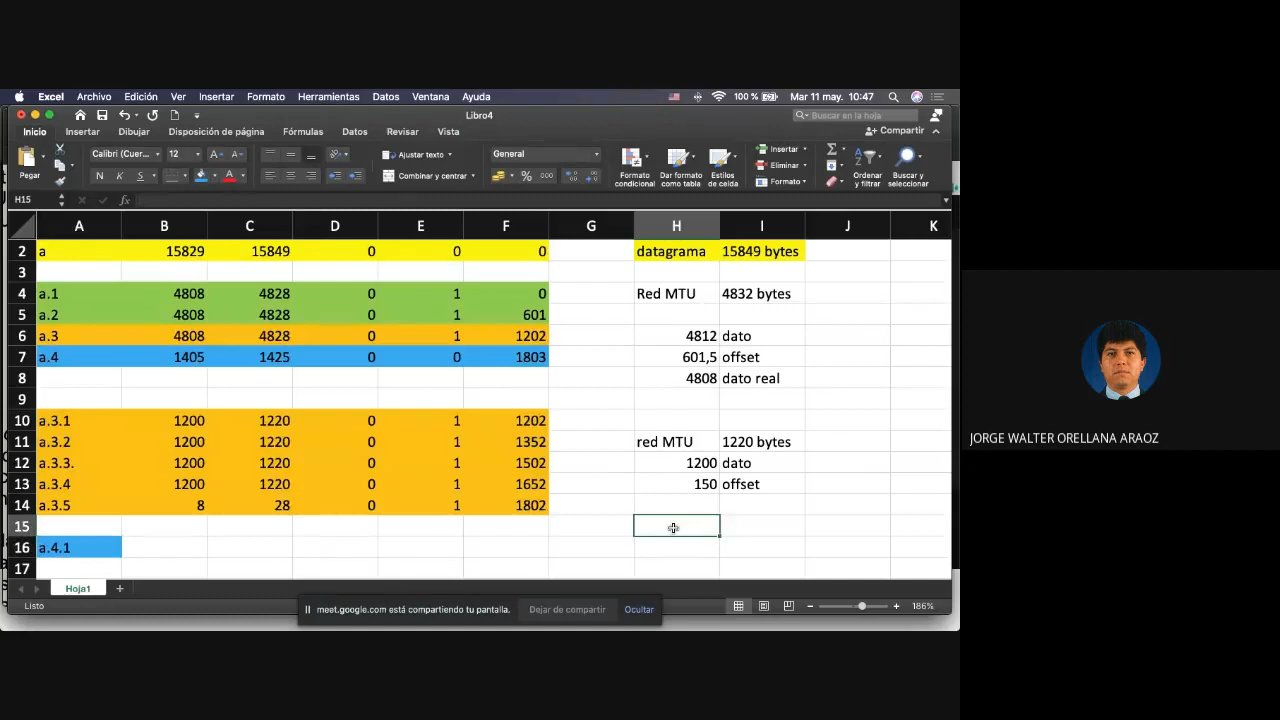 Excel Archivo Edición Ver Insertar Formato Herramientas Datos Ventana Ayuda 100 % Mar 11 may. 10:47
Libro4 Buscar en la hoja
Inicio Insertar Dibujar Disposición de página Fórmulas Datos Revisar Vista Compartir
Pegar Calibri (Cuer... 12 A A Ajustar texto General Formato condicional Dar formato como tabla Estilos de celda Insertar Ordenar y filtrar Buscar y seleccionar
N K S A Combinar y centrar % 000 Eliminar
Formato
H15 fx
A B C D E F G H I J K
2 a 15829 15849 0 0 0 datagrama 15849 bytes
3
4 a.1 4808 4828 0 1 0 Red MTU 4832 bytes
5 a.2 4808 4828 0 1 601
6 a.3 4808 4828 0 1 1202 4812 dato
7 a.4 1405 1425 0 0 1803 601,5 offset
8 4808 dato real
9
10 a.3.1 1200 1220 0 1 1202
11 a.3.2 1200 1220 0 1 1352 red MTU 1220 bytes
12 a.3.3. 1200 1220 0 1 1502 1200 dato
13 a.3.4 1200 1220 0 1 1652 150 offset
14 a.3.5 8 28 0 1 1802
15
16 a.4.1
17
Hoja1 +
Listo 186%
meet.google.com está compartiendo tu pantalla. Dejar de compartir Ocultar
JORGE WALTER ORELLANA ARAOZ